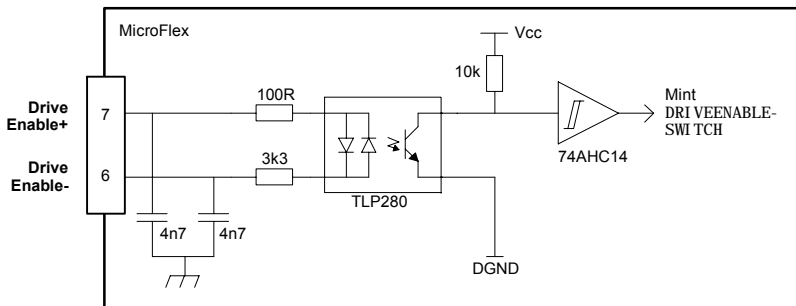 MicroFlex
Vcc
10k
Drive
Enable+
7
100R
Mint
DRIVEENABLE-
SWITCH
74AHC14
Drive
Enable-
6
3k3
TLP280
4n7
4n7
DGND